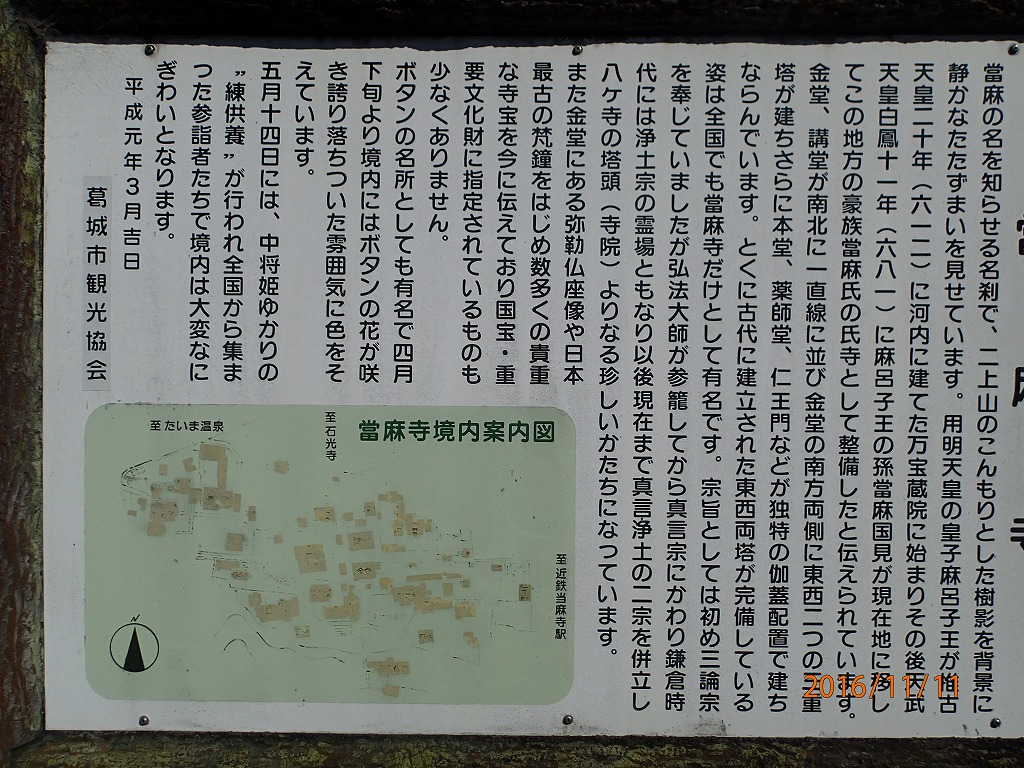 當麻寺
當麻の名を知らせる名刹で、二上山のこんもりとした樹影を背景に
静かなたたずまいを見せています。用明天皇の皇子麻呂子王が推古
天皇二十年（六一二）に河内に建てた万宝蔵院に始まりその後天武
天皇白鳳十一年（六八一）に麻呂子王の孫當麻国見が現在地に移し
てこの地方の豪族當麻氏の氏寺として整備したと伝えられています。
金堂、講堂が南北に一直線に並び金堂の南方両側に東西二つの三重
塔が建ちさらに本堂、薬師堂、仁王門などが独特の伽蓋配置で建ち
ならんでいます。とくに古代に建立された東西両塔が完備している
姿は全国でも當麻寺だけとして有名です。宗旨としては初め三論宗
を奉じていましたが弘法大師が参籠してから真言宗にかわり鎌倉時
代には浄土宗の霊場ともなり以後現在まで真言浄土の二宗を併立し
八ケ寺の塔頭（寺院）よりなる珍しいかたちになつています。
また金堂にある弥勒仏座像や日本
最古の梵鐘をはじめ数多くの貴重
な寺宝を今に伝えており国宝・重
要文化財に指定されているものも
少なくありません。
ボタンの名所としても有名で四月
下旬より境内にはボタンの花が咲
き誇り落ちついた雰囲気に色をそ
えています。
五月十四日には、中将姫ゆかりの
"練供養"が行われ全国から集ま
つた参詣者たちで境内は大変なに
ぎわいとなります。
平成元年３月吉日
葛城市観光協会
當麻寺境内案内図
至石光寺
至たいま温泉
至近鉄当麻寺駅
N
2016/11/11